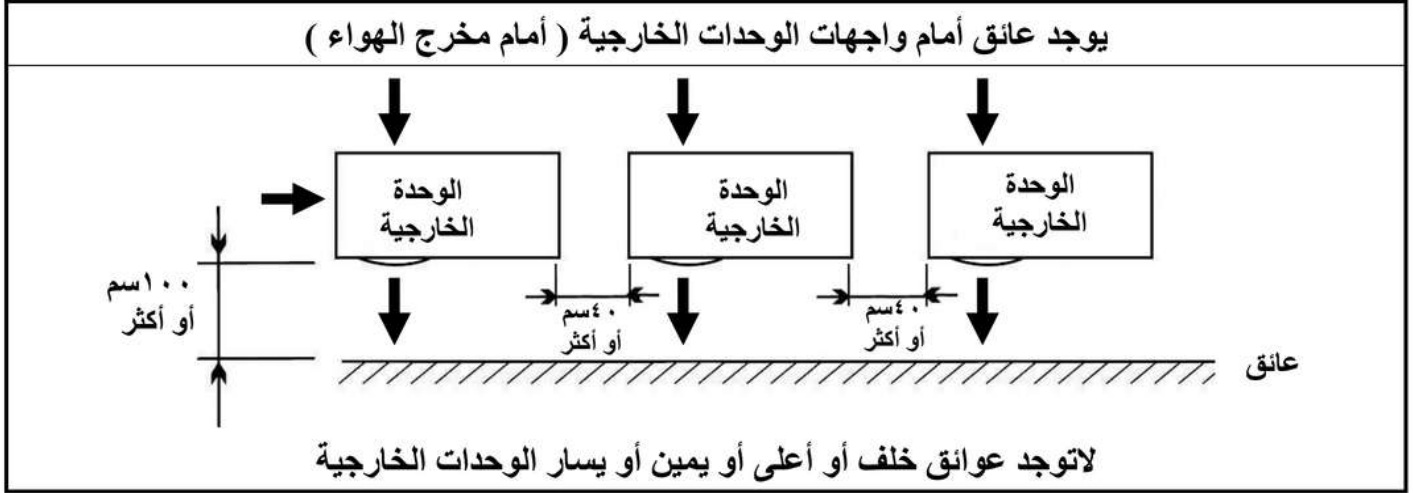 يوجد عائق أمام واجهات الوحدات الخارجية ( أمام مخرج الهواء )
الوحدة
الخارجية
الوحدة
الخارجية
الوحدة
الخارجية
٤٠سم
أو أكثر
٤٠سم
أو أكثر
١٠٠سم
أو أكثر
عائق
لاتوجد عوائق خلف أو أعلى أو يمين أو يسار الوحدات الخارجية